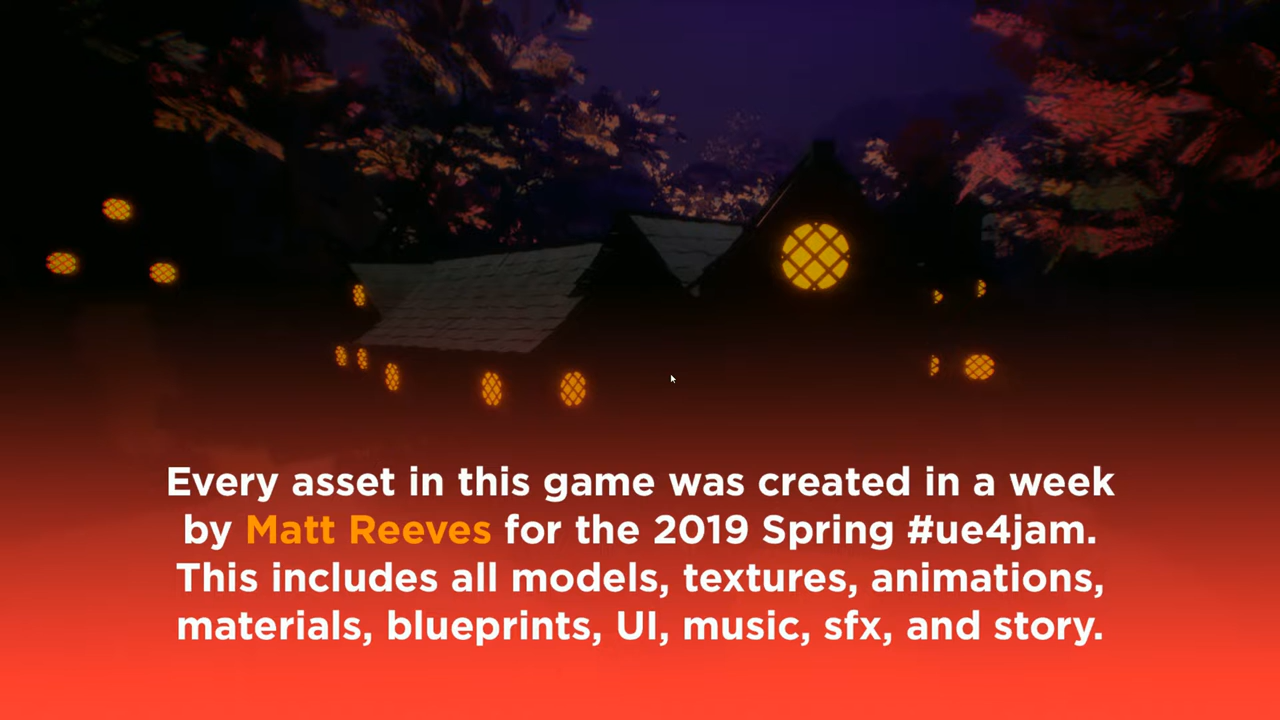 Every asset in this game was created in a week
by Matt Reeves for the 2019 Spring #ue4jam.
This includes all models, textures, animations,
materials, blueprints, UI, music, sfx, and story.